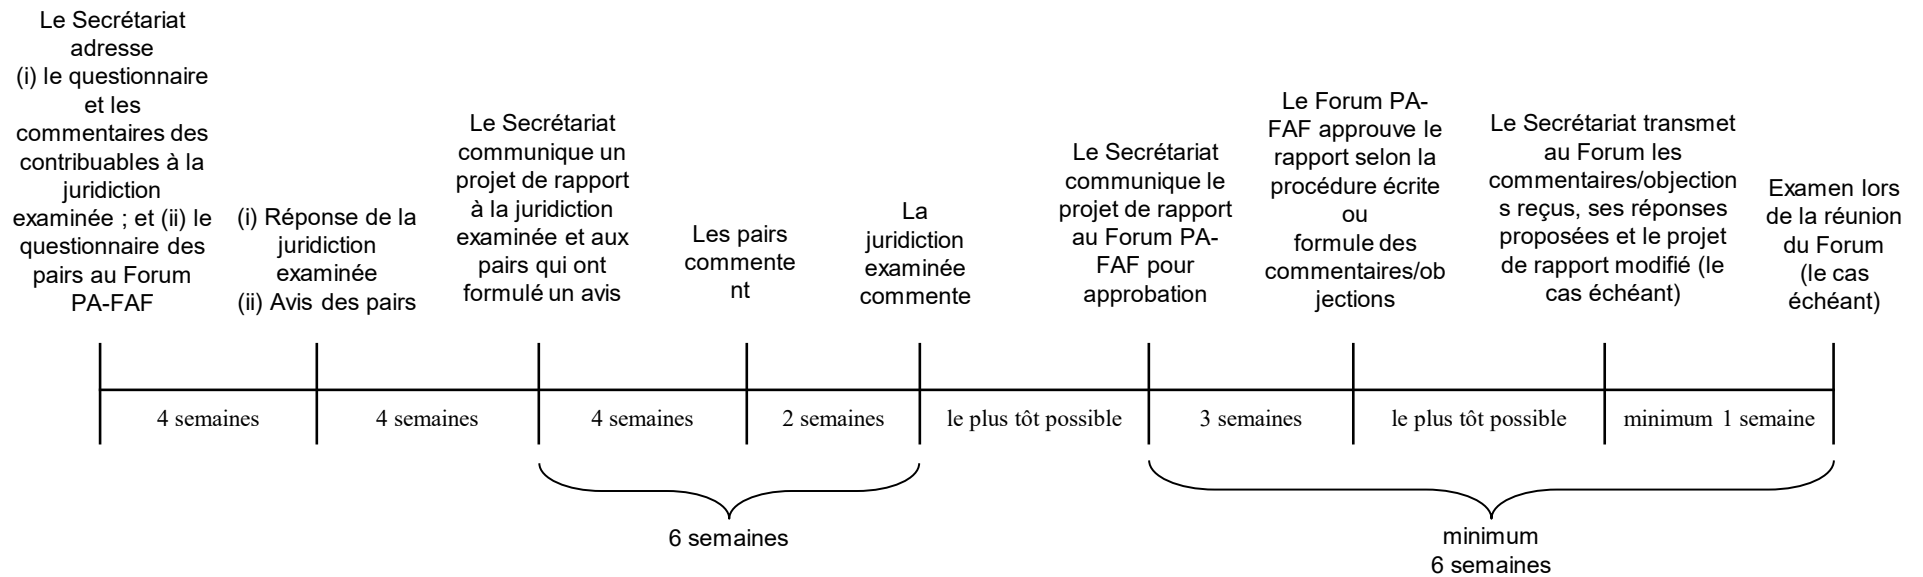 Le Secrétariat
adresse
(i) le questionnaire
et les
commentaires des
contribuables à la
juridiction
examinée ; et (ii) le
questionnaire des
pairs au Forum
PA-FAF
(i) Réponse de la
juridiction
examinée
(ii) Avis des pairs
Le Secrétariat
communique un
projet de rapport
à la juridiction
examinée et aux
pairs qui ont
formulé un avis
Les pairs
commente
nt
La
juridiction
examinée
commente
Le Secrétariat
communique le
projet de rapport
au Forum PA-
FAF pour
approbation
Le Forum PA-
FAF approuve le
rapport selon la
procédure écrite
ou
formule des
commentaires/ob
jections
Le Secrétariat transmet
au Forum les
commentaires/objection
s reçus, ses réponses
proposées et le projet
de rapport modifié (le
cas échéant)
Examen lors
de la réunion
du Forum
(le cas
échéant)
4 semaines
4 semaines
4 semaines
2 semaines
le plus tôt possible
3 semaines
le plus tôt possible
minimum 1 semaine
6 semaines
minimum
6 semaines